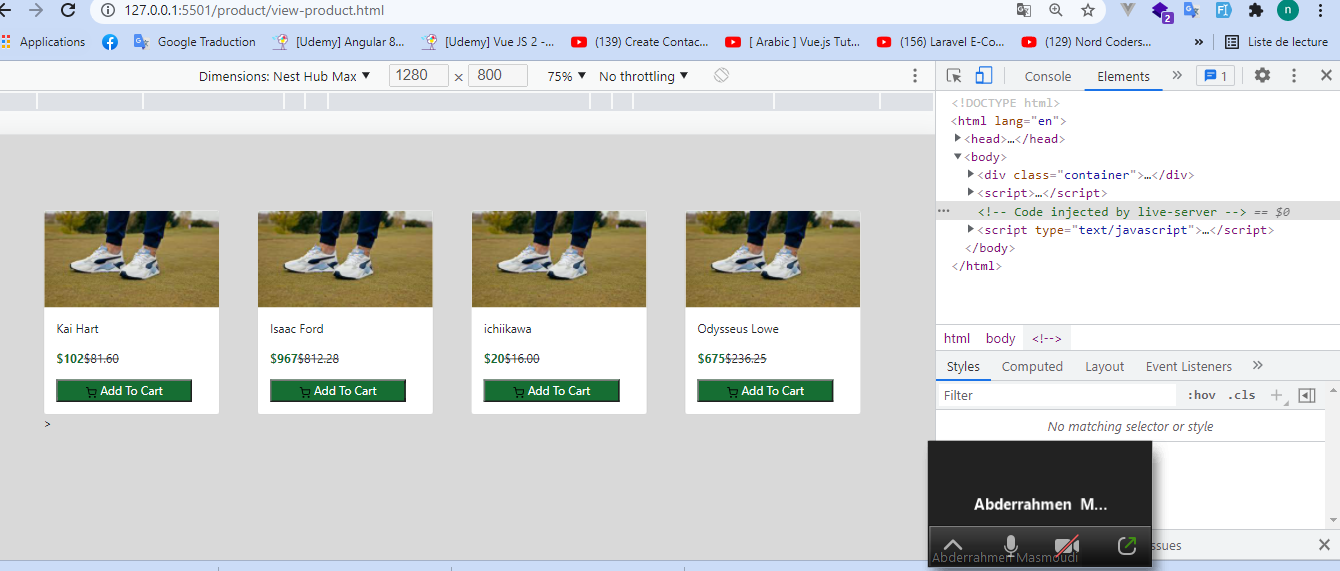 127.0.0.1:5501/product/view-product.html
n
2
Applications
Google Traduction
[Udemy] Angular 8...
[Udemy] Vue JS 2 -...
(139) Create Contac...
[ Arabic ] Vue.js Tut...
(156) Laravel E-Co...
(129) Nord Coders...
»
Liste de lecture
Dimensions: Nest Hub Max ▼ 1280 × 800 75% ▼ No throttling ▼
Console Elements » 1
<!DOCTYPE html>
<html lang="en">
<head>…</head>
<body>
<div class="container">…</div>
<script>…</script>
<!-- Code injected by live-server --> == $0
<script type="text/javascript">…</script>
</body>
</html>
html body <!-->
Styles Computed Layout Event Listeners »
Filter :hov .cls +
No matching selector or style
Kai Hart
$102$81.60
Add To Cart
Isaac Ford
$967$812.28
Add To Cart
ichiikawa
$20$16.00
Add To Cart
Odysseus Lowe
$675$236.25
Add To Cart
>
Abderrahmen M...
Abderrahmen Masmoudi
ssues